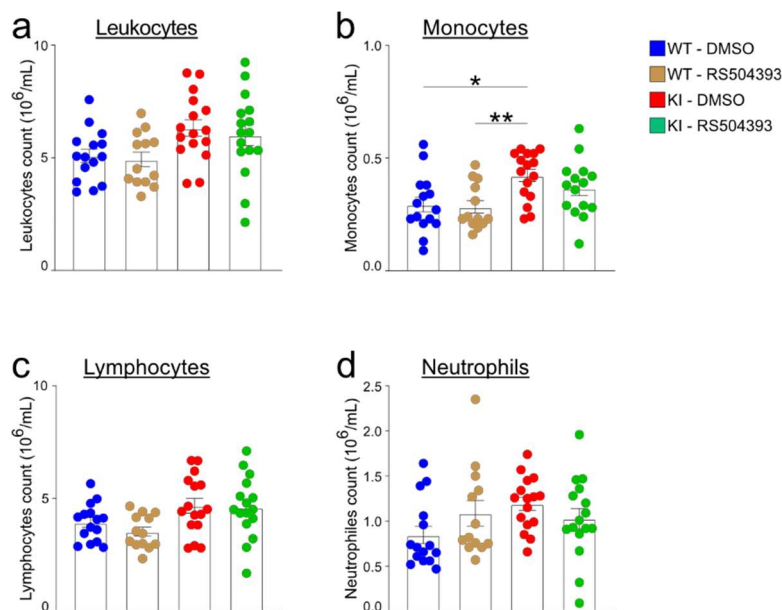 a Leukocytes
10
5
0
Leukocytes count (10⁶/mL)
b Monocytes
1.0
0.5
0.0
Monocytes count (10⁶/mL)
*
**
WT - DMSO
WT - RS504393
KI - DMSO
KI - RS504393
c Lymphocytes
10
5
0
Lymphocytes count (10⁶/mL)
d Neutrophils
2.5
2.0
1.5
1.0
0.5
0.0
Neutrophiles count (10⁶/mL)